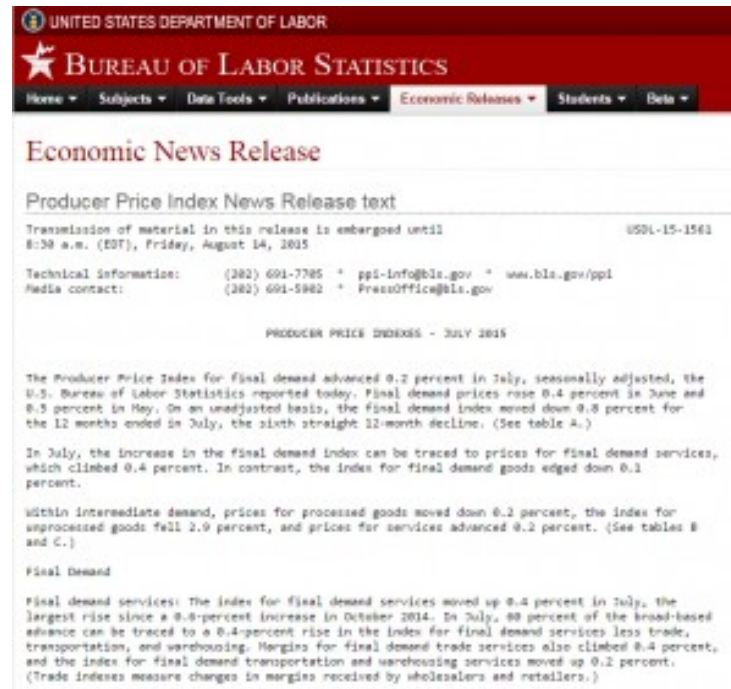 UNITED STATES DEPARTMENT OF LABOR
BUREAU OF LABOR STATISTICS
Home Subjects Data Tools Publications Economic Releases Students Beta
Economic News Release
Producer Price Index News Release text
Transmission of material in this release is embargoed until USDL-15-1561
8:30 a.m. (EDT), Friday, August 14, 2015
Technical information: (202) 691-7705 * ppi-info@bls.gov * www.bls.gov/ppi
Media contact: (202) 691-5902 * PressOffice@bls.gov
PRODUCER PRICE INDEXES - JULY 2015
The Producer Price Index for final demand advanced 0.2 percent in July, seasonally adjusted, the
U.S. Bureau of Labor Statistics reported today. Final demand prices rose 0.4 percent in June and
0.5 percent in May. On an unadjusted basis, the final demand index moved down 0.8 percent for
the 12 months ended in July, the sixth straight 12-month decline. (See table A.)
In July, the increase in the final demand index can be traced to prices for final demand services,
which climbed 0.4 percent. In contrast, the index for final demand goods edged down 0.1
percent.
Within intermediate demand, prices for processed goods moved down 0.2 percent, the index for
unprocessed goods fell 2.9 percent, and prices for services advanced 0.2 percent. (See tables B
and C.)
Final Demand
Final demand services: The index for final demand services moved up 0.4 percent in July, the
largest rise since a 0.6-percent increase in October 2014. In July, 60 percent of the broad-based
advance can be traced to a 0.4-percent rise in the index for final demand services less trade,
transportation, and warehousing. Margins for final demand trade services also climbed 0.4 percent,
and the index for final demand transportation and warehousing services moved up 0.2 percent.
(Trade indexes measure changes in margins received by wholesalers and retailers.)